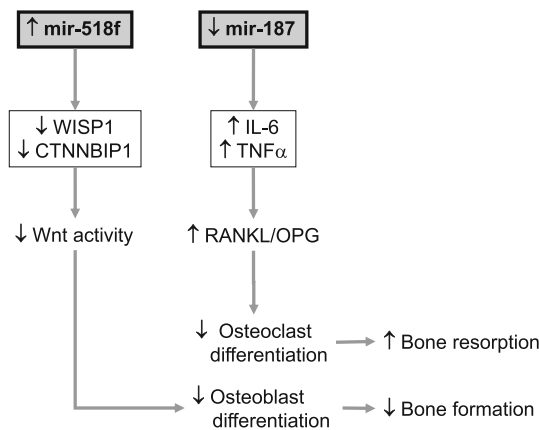 ↑ mir-518f
↓ mir-187
↓ WISP1
↓ CTNNBIP1
↑ IL-6
↑ TNFα
↓ Wnt activity
↑ RANKL/OPG
↓ Osteoclast
differentiation
↑ Bone resorption
↓ Osteoblast
differentiation
↓ Bone formation